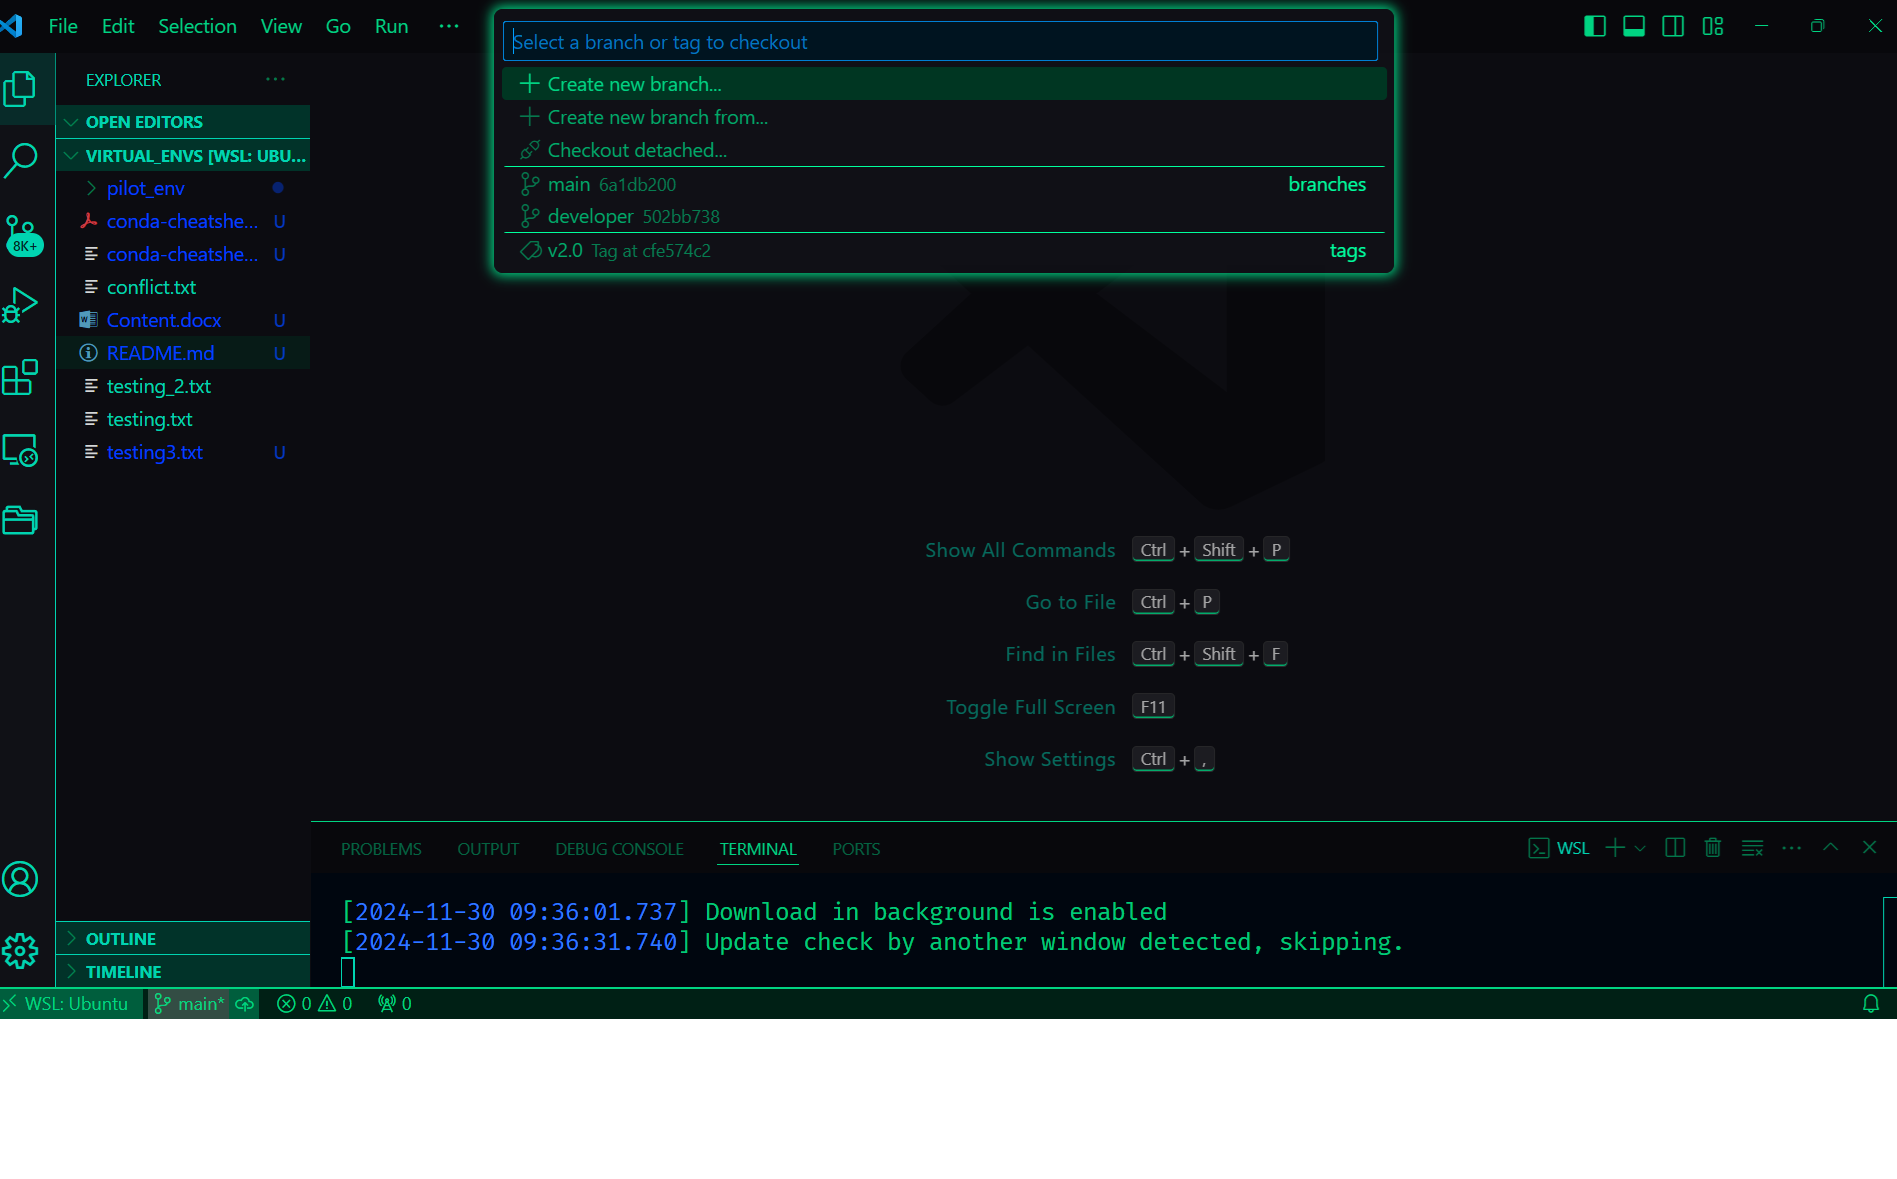 File Edit Selection View Go Run ···
Select a branch or tag to checkout
Create new branch...
Create new branch from...
Checkout detached...
main 6a1db200 branches
developer 502bb738
v2.0 Tag at cfe574c2 tags
EXPLORER ···
OPEN EDITORS
VIRTUAL_ENVS [WSL: UBU...
pilot_env
conda-cheatshe... U
conda-cheatshe... U
conflict.txt
Content.docx U
README.md U
testing_2.txt
testing.txt
testing3.txt U
8K+
OUTLINE
TIMELINE
Show All Commands Ctrl + Shift + P
Go to File Ctrl + P
Find in Files Ctrl + Shift + F
Toggle Full Screen F11
Show Settings Ctrl + ,
PROBLEMS OUTPUT DEBUG CONSOLE TERMINAL PORTS WSL ···
[2024-11-30 09:36:01.737] Download in background is enabled
[2024-11-30 09:36:31.740] Update check by another window detected, skipping.
WSL: Ubuntu main* 0 0 0